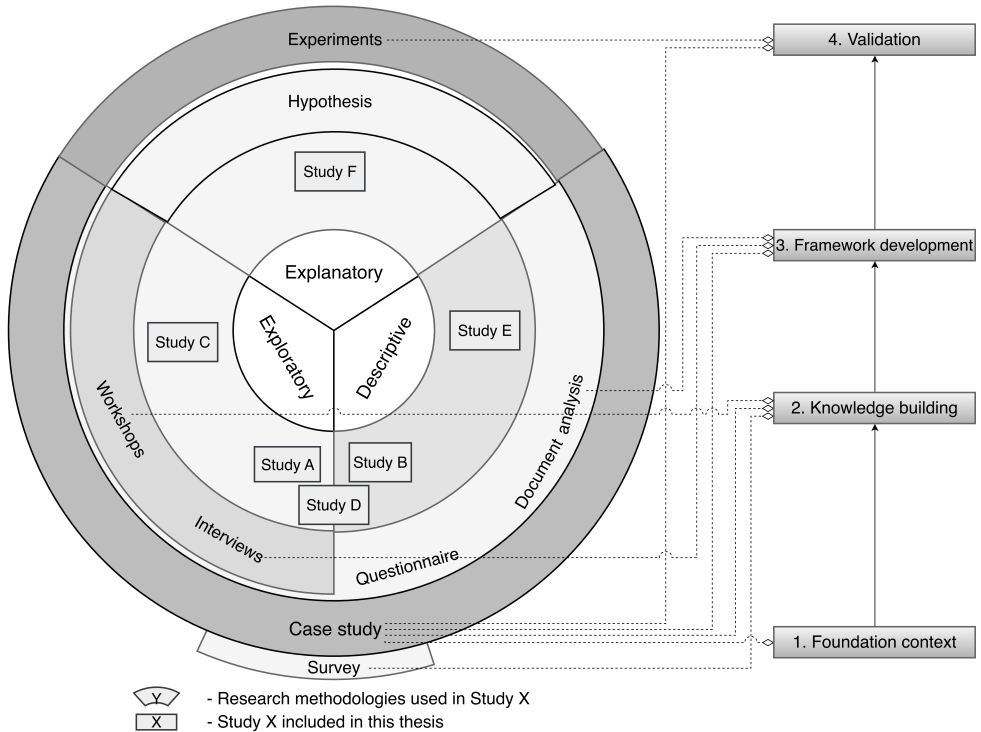 Experiments
4. Validation
Hypothesis
Study F
3. Framework development
Explanatory
Exploratory
Descriptive
Study C
Study E
Workshops
Document analysis
2. Knowledge building
Study A
Study B
Study D
Interviews
Questionnaire
Case study
1. Foundation context
Survey
Y - Research methodologies used in Study X
X - Study X included in this thesis